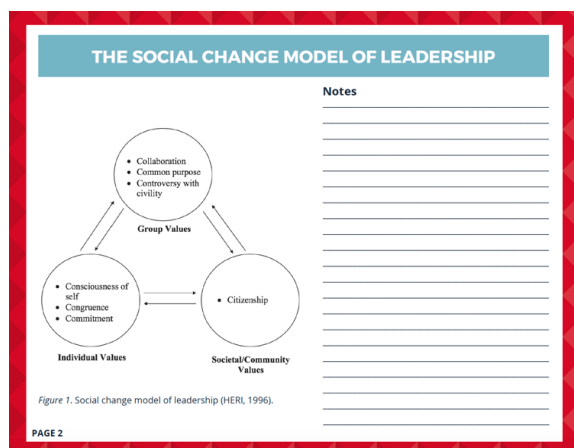 THE SOCIAL CHANGE MODEL OF LEADERSHIP
Notes
• Collaboration
• Common purpose
• Controversy with
civility
Group Values
• Consciousness of
self
• Congruence
• Commitment
Individual Values
• Citizenship
Societal/Community
Values
Figure 1. Social change model of leadership (HERI, 1996).
PAGE 2